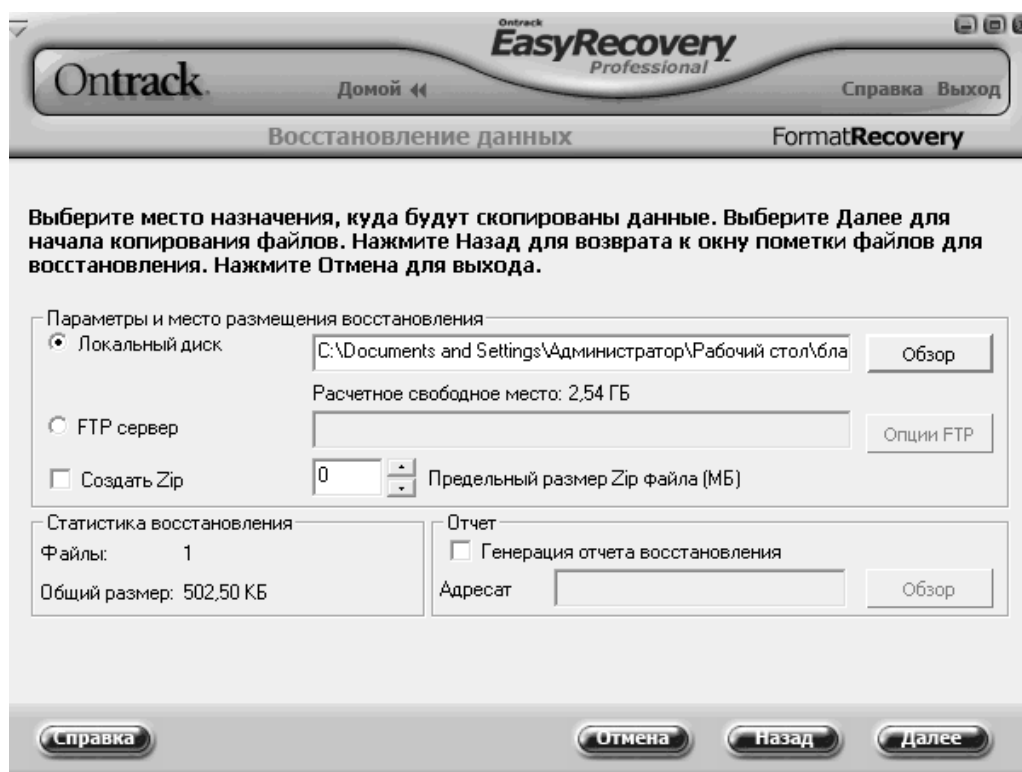 Ontrack
EasyRecovery
Professional
Ontrack.
Домой
Справка Выход
Восстановление данных
FormatRecovery
Выберите место назначения, куда будут скопированы данные. Выберите Далее для
начала копирования файлов. Нажмите Назад для возврата к окну пометки файлов для
восстановления. Нажмите Отмена для выхода.
Параметры и место размещения восстановления
Локальный диск
C:\Documents and Settings\Администратор\Рабочий стол\бла
Обзор
Расчетное свободное место: 2,54 ГБ
FTP сервер
Опции FTP
Создать Zip
0
Предельный размер Zip файла (МБ)
Статистика восстановления
Файлы: 1
Общий размер: 502,50 КБ
Отчет
Генерация отчета восстановления
Адресат
Обзор
Справка
Отмена
Назад
Далее